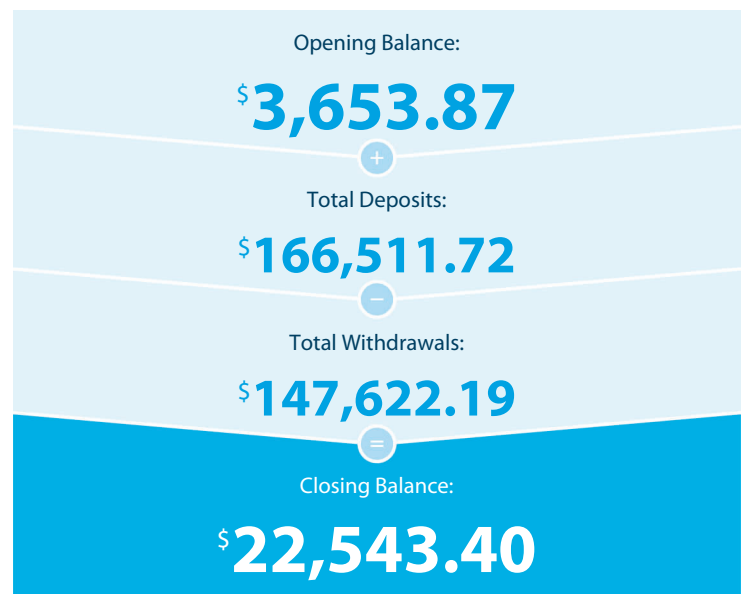 Opening Balance:
$3,653.87
+
Total Deposits:
$166,511.72
−
Total Withdrawals:
$147,622.19
=
Closing Balance:
$22,543.40